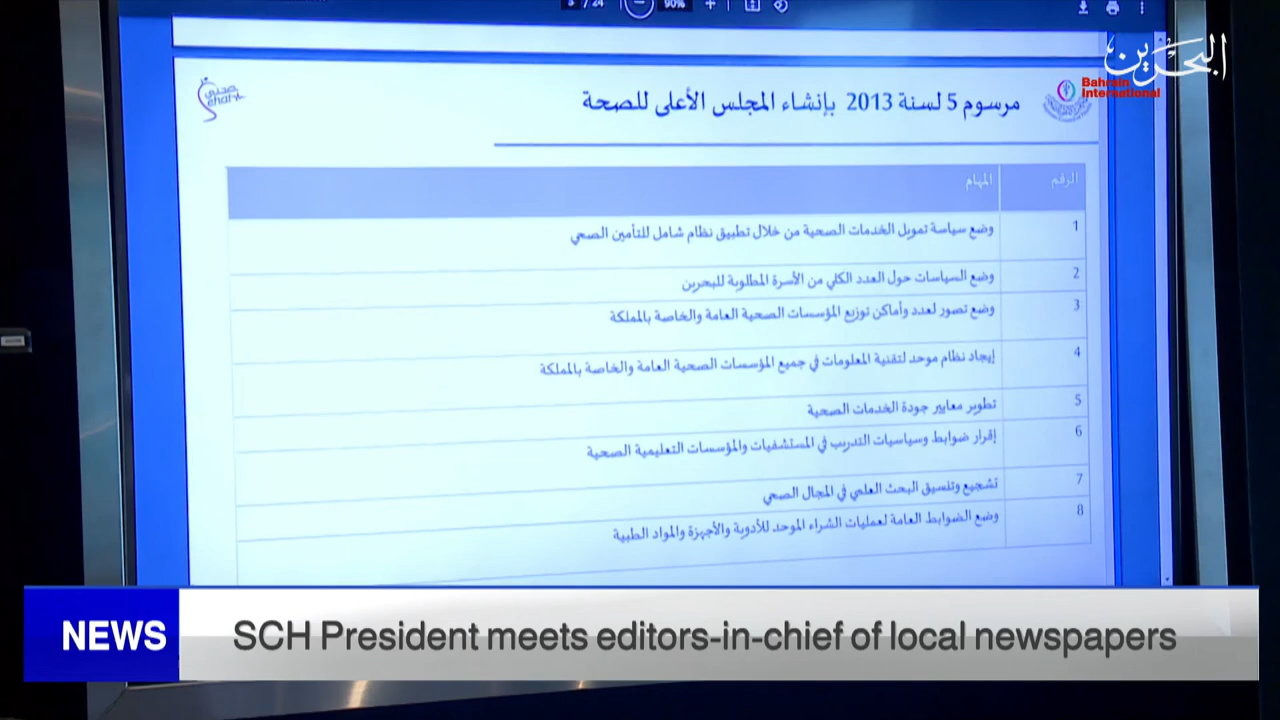 90%
البحرين
Bahrain
International
صحتي
مرسوم 5 لسنة 2013 بإنشاء المجلس الأعلى للصحة
الرقم المهام
1 وضع سياسة تمويل الخدمات الصحية من خلال تطبيق نظام شامل للتأمين الصحي
2 وضع السياسات حول العدد الكلي من الأسرة المطلوبة للبحرين
3 وضع تصور لعدد وأماكن توزيع المؤسسات الصحية العامة والخاصة بالمملكة
4 إيجاد نظام موحد لتقنية المعلومات في جميع المؤسسات الصحية العامة والخاصة بالمملكة
5 تطوير معايير جودة الخدمات الصحية
6 إقرار ضوابط وسياسيات التدريب في المستشفيات والمؤسسات التعليمية الصحية
7 تشجيع وتنسيق البحث العلمي في المجال الصحي
8 وضع الضوابط العامة لعمليات الشراء الموحد للأدوية والأجهزة والمواد الطبية
NEWS SCH President meets editors-in-chief of local newspapers